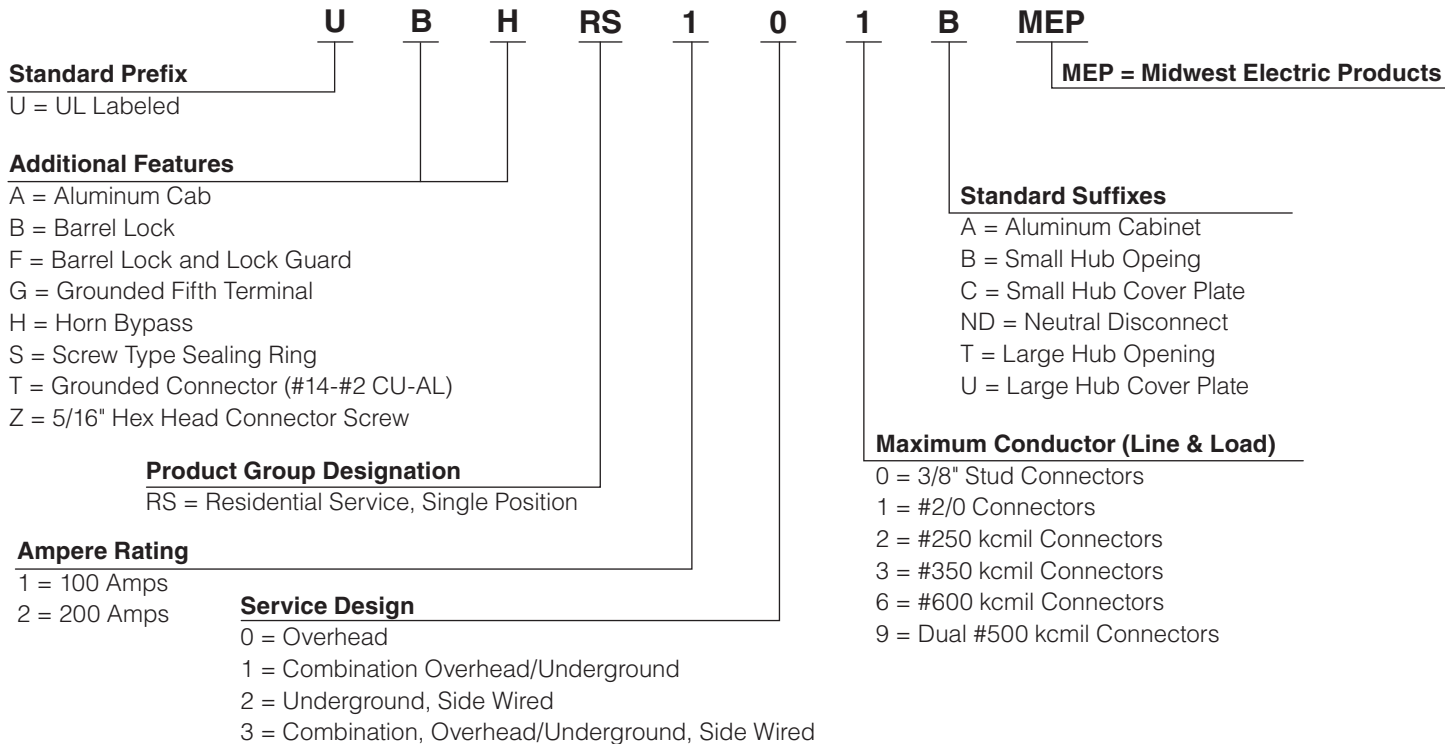 U B H RS 1 0 1 B MEP
Standard Prefix
U = UL Labeled
MEP = Midwest Electric Products
Additional Features
A = Aluminum Cab
B = Barrel Lock
F = Barrel Lock and Lock Guard
G = Grounded Fifth Terminal
H = Horn Bypass
S = Screw Type Sealing Ring
T = Grounded Connector (#14-#2 CU-AL)
Z = 5/16" Hex Head Connector Screw
Standard Suffixes
A = Aluminum Cabinet
B = Small Hub Opeing
C = Small Hub Cover Plate
ND = Neutral Disconnect
T = Large Hub Opening
U = Large Hub Cover Plate
Product Group Designation
RS = Residential Service, Single Position
Maximum Conductor (Line & Load)
0 = 3/8" Stud Connectors
1 = #2/0 Connectors
2 = #250 kcmil Connectors
3 = #350 kcmil Connectors
6 = #600 kcmil Connectors
9 = Dual #500 kcmil Connectors
Ampere Rating
1 = 100 Amps
2 = 200 Amps
Service Design
0 = Overhead
1 = Combination Overhead/Underground
2 = Underground, Side Wired
3 = Combination, Overhead/Underground, Side Wired